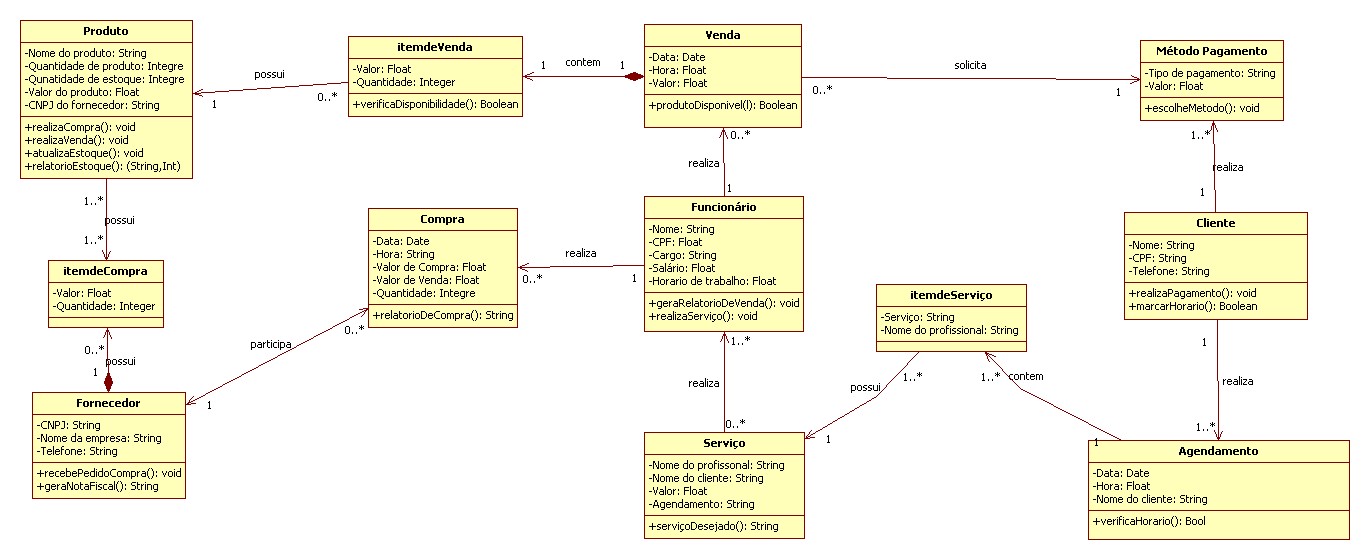 Produto
-Nome do produto: String
-Quantidade de produto: Integre
-Qunatidade de estoque: Integre
-Valor do produto: Float
-CNPJ do fornecedor: String
+realizaCompra(): void
+realizaVenda(): void
+atualizaEstoque(): void
+relatorioEstoque(): (String,Int)
possui
1
0..*
itemdeVenda
-Valor: Float
-Quantidade: Integer
+verificaDisponibilidade(): Boolean
contem
1
1
Venda
-Data: Date
-Hora: Float
-Valor: Float
+produtoDisponivel(l): Boolean
solicita
0..*
1
Método Pagamento
-Tipo de pagamento: String
-Valor: Float
+escolheMetodo(): void
1..*
possui
1..*
itemdeCompra
-Valor: Float
-Quantidade: Integer
0..*
possui
1
Fornecedor
-CNPJ: String
-Nome da empresa: String
-Telefone: String
+recebePedidoCompra(): void
+geraNotaFiscal(): String
participa
1
0..*
Compra
-Data: Date
-Hora: String
-Valor de Compra: Float
-Valor de Venda: Float
-Quantidade: Integre
+relatorioDeCompra(): String
realiza
0..*
1
0..*
realiza
1
Funcionário
-Nome: String
-CPF: Float
-Cargo: String
-Salário: Float
-Horario de trabalho: Float
+geraRelatorioDeVenda(): void
+realizaServiço(): void
1..*
realiza
0..*
Serviço
-Nome do profissonal: String
-Nome do cliente: String
-Valor: Float
-Agendamento: String
+serviçoDesejado(): String
itemdeServiço
-Serviço: String
-Nome do profissional: String
possui
1..*
1
1..*
contem
1
1..*
realiza
1
Cliente
-Nome: String
-CPF: String
-Telefone: String
+realizaPagamento(): void
+marcarHorario(): Boolean
1
realiza
1..*
Agendamento
-Data: Date
-Hora: Float
-Nome do cliente: String
+verificaHorario(): Bool